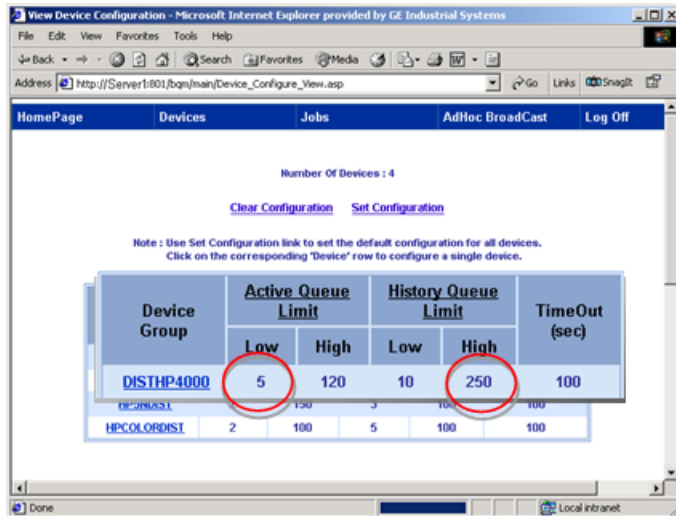 View Device Configuration - Microsoft Internet Explorer provided by GE Industrial Systems
File Edit View Favorites Tools Help
Back Search Favorites Media
Address http://Server1:801/bqm/main/Device_Configure_View.asp Go Links SnagIt
HomePage Devices Jobs AdHoc BroadCast Log Off
Number Of Devices : 4
Clear Configuration Set Configuration
Note : Use Set Configuration link to set the default configuration for all devices.
Click on the corresponding 'Device' row to configure a single device.
Device Group Active Queue Limit History Queue Limit TimeOut (sec)
Low High Low High
DISTHP4000 5 120 10 250 100
HP5NDIST 150 100 100
HPCOLORDIST 2 100 5 100 100
Done Local intranet